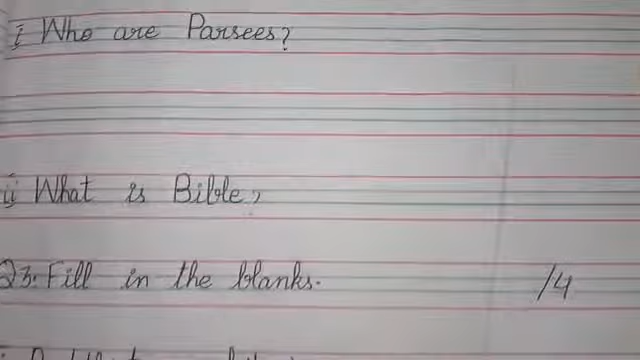 i Who are Parsees?
ii What is Bible?
Q3. Fill in the blanks. /4